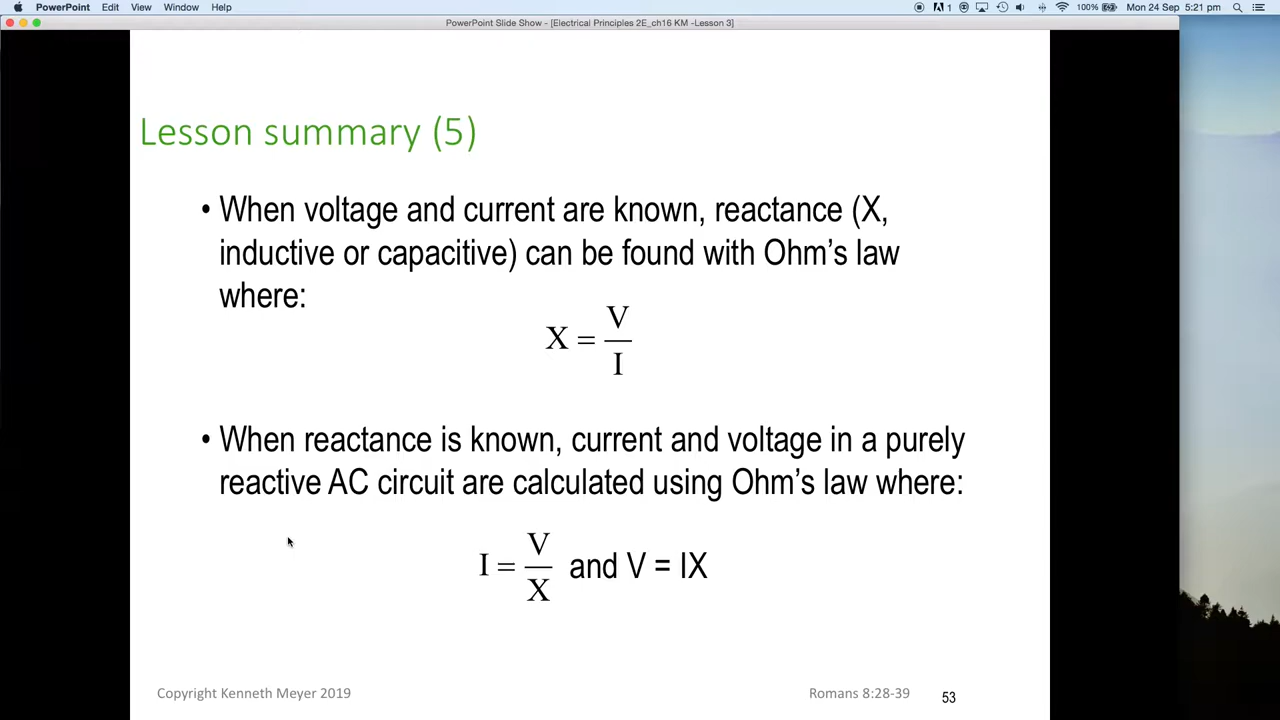 PowerPoint Edit View Window Help
1 100% Mon 24 Sep 5:21 pm
PowerPoint Slide Show - [Electrical Principles 2E_ch16 KM -Lesson 3]
Lesson summary (5)
• When voltage and current are known, reactance (X,
inductive or capacitive) can be found with Ohm's law
where:
X = V/I
• When reactance is known, current and voltage in a purely
reactive AC circuit are calculated using Ohm's law where:
I = V/X and V = IX
Copyright Kenneth Meyer 2019 Romans 8:28-39 53